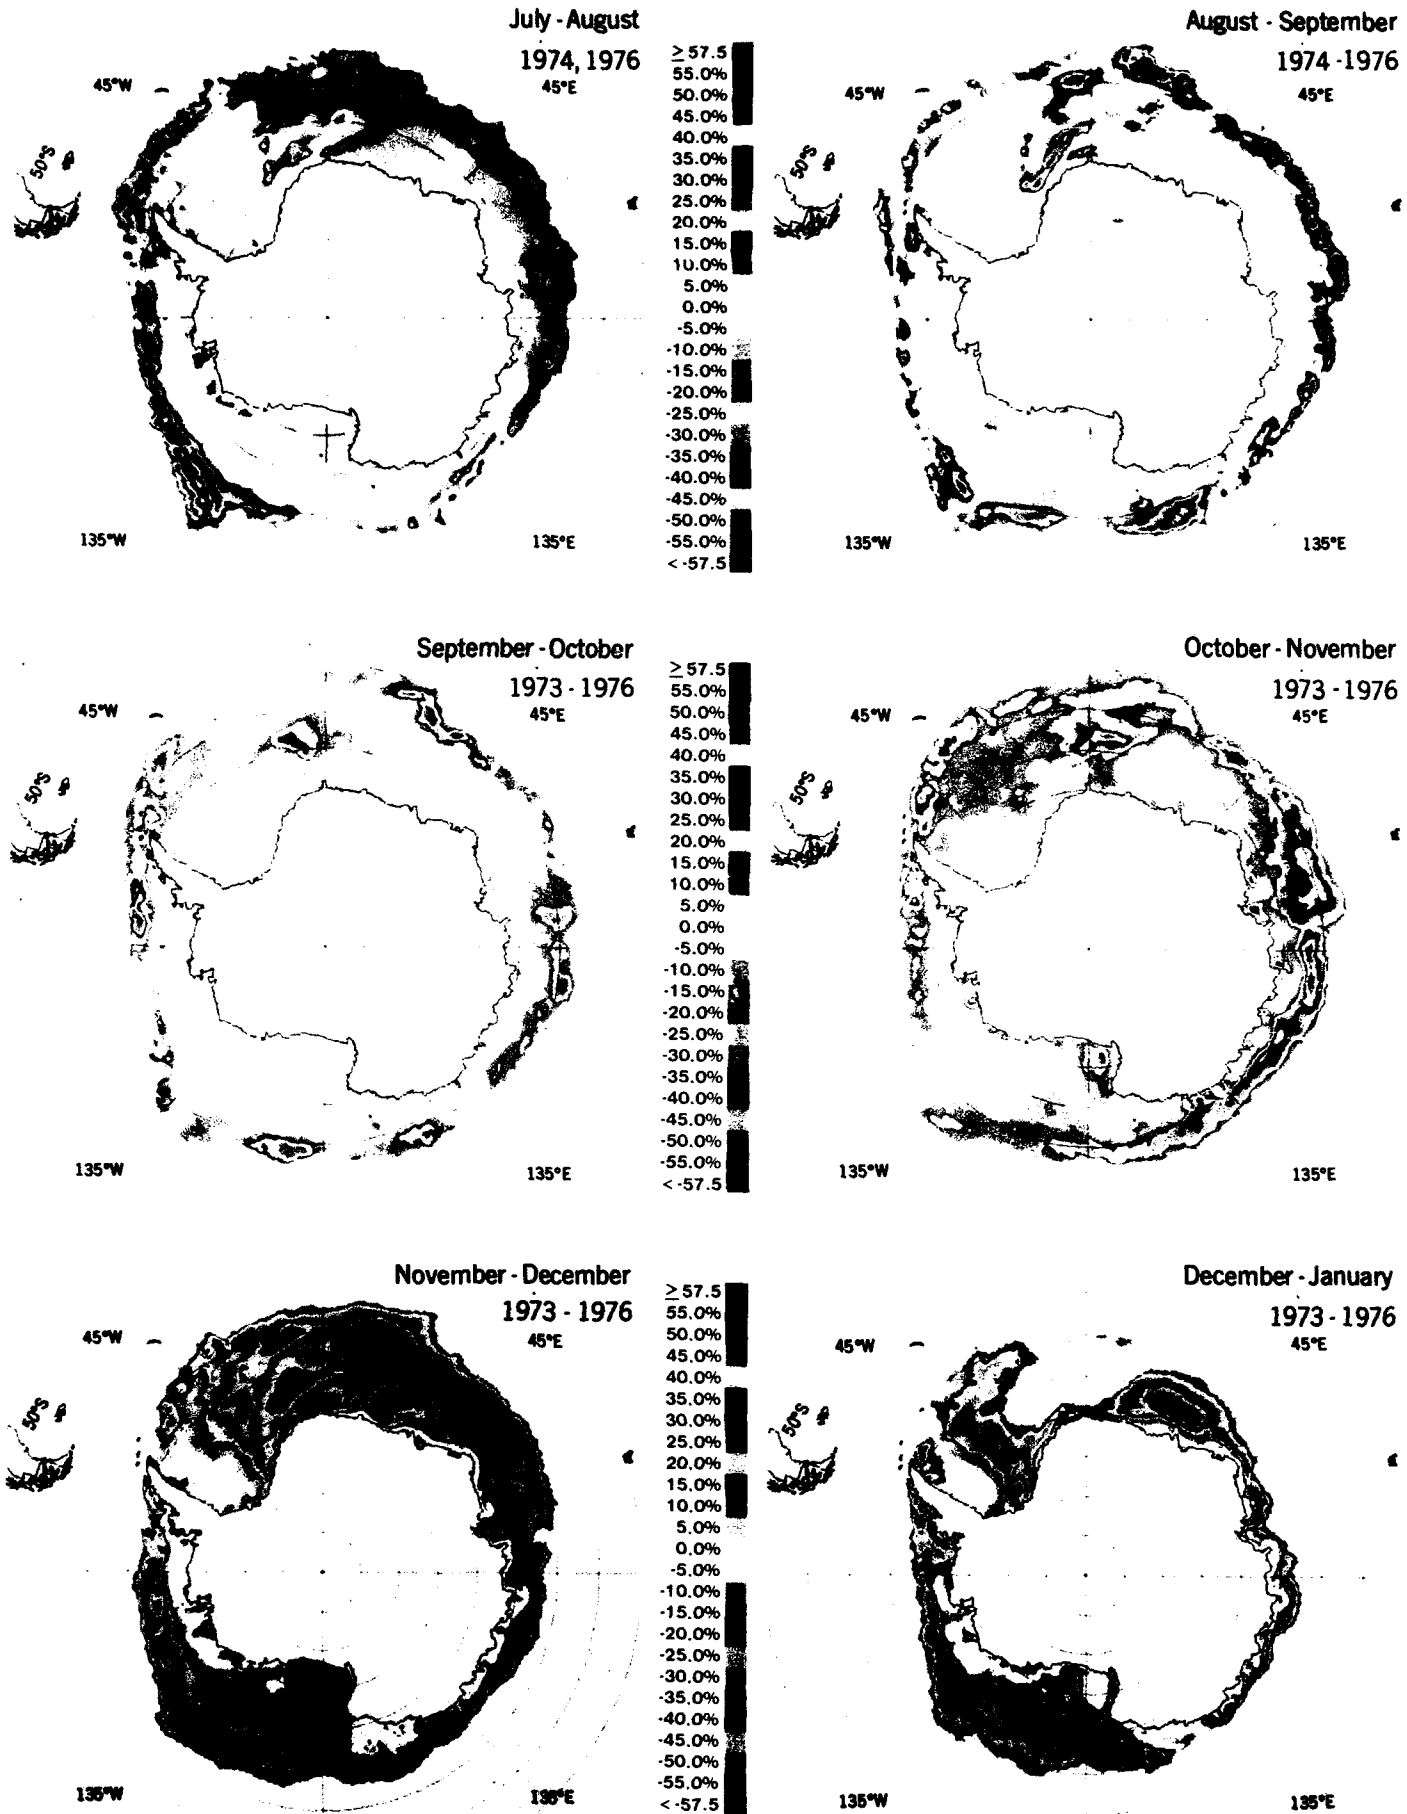 July - August
1974, 1976
45°W
45°E
50°S
135°W
135°E
≥ 57.5
55.0%
50.0%
45.0%
40.0%
35.0%
30.0%
25.0%
20.0%
15.0%
10.0%
5.0%
0.0%
-5.0%
-10.0%
-15.0%
-20.0%
-25.0%
-30.0%
-35.0%
-40.0%
-45.0%
-50.0%
-55.0%
< -57.5
August - September
1974 - 1976
45°W
45°E
50°S
135°W
135°E
September - October
1973 - 1976
45°W
45°E
50°S
135°W
135°E
≥ 57.5
55.0%
50.0%
45.0%
40.0%
35.0%
30.0%
25.0%
20.0%
15.0%
10.0%
5.0%
0.0%
-5.0%
-10.0%
-15.0%
-20.0%
-25.0%
-30.0%
-35.0%
-40.0%
-45.0%
-50.0%
-55.0%
< -57.5
October - November
1973 - 1976
45°W
45°E
50°S
135°W
135°E
November - December
1973 - 1976
45°W
45°E
50°S
135°W
135°E
≥ 57.5
55.0%
50.0%
45.0%
40.0%
35.0%
30.0%
25.0%
20.0%
15.0%
10.0%
5.0%
0.0%
-5.0%
-10.0%
-15.0%
-20.0%
-25.0%
-30.0%
-35.0%
-40.0%
-45.0%
-50.0%
-55.0%
< -57.5
December - January
1973 - 1976
45°W
45°E
50°S
135°W
135°E